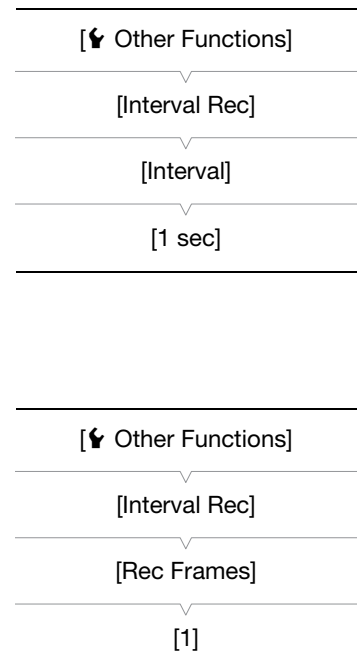 [ Other Functions]
[Interval Rec]
[Interval]
[1 sec]
[ Other Functions]
[Interval Rec]
[Rec Frames]
[1]